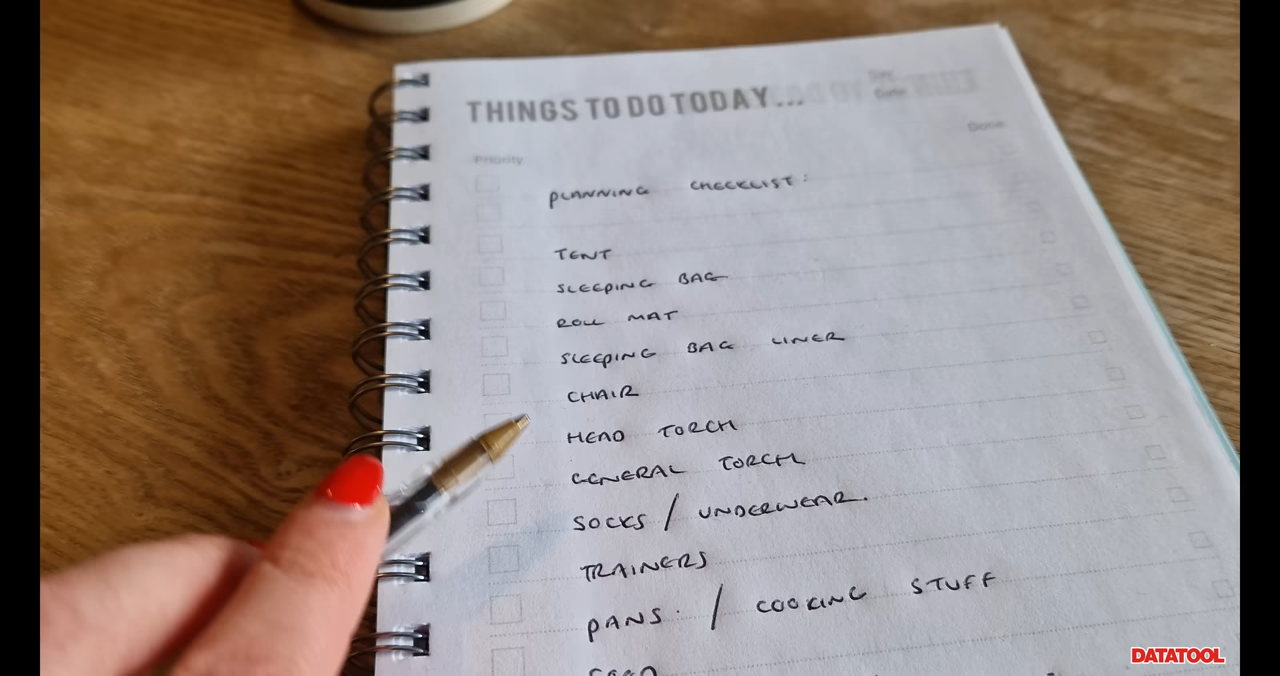 THINGS TO DO TODAY...
Day
Date
Priority
Done
PLANNING CHECKLIST:
TENT
SLEEPING BAG
ROLL MAT
SLEEPING BAG LINER
CHAIR
HEAD TORCH
GENERAL TORCH
SOCKS / UNDERWEAR.
TRAINERS
PANS. / COOKING STUFF
DATATOOL